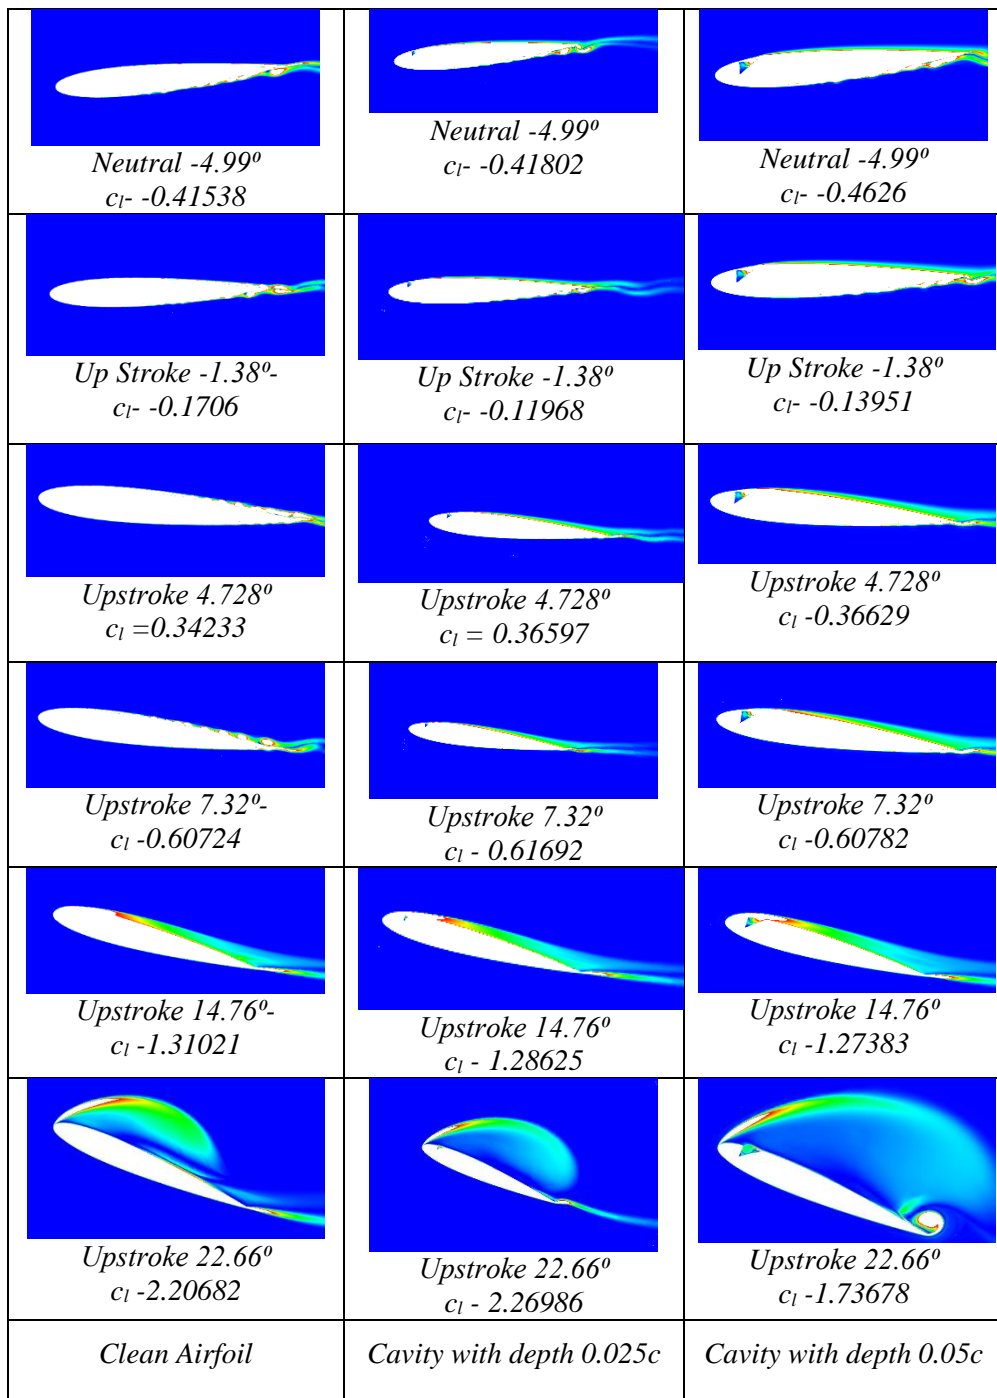 Neutral -4.99⁰
cₗ- -0.41538
Neutral -4.99⁰
cₗ- -0.41802
Neutral -4.99⁰
cₗ- -0.4626
Up Stroke -1.38⁰-
cₗ- -0.1706
Up Stroke -1.38⁰
cₗ- -0.11968
Up Stroke -1.38⁰
cₗ- -0.13951
Upstroke 4.728⁰
cₗ =0.34233
Upstroke 4.728⁰
cₗ = 0.36597
Upstroke 4.728⁰
cₗ -0.36629
Upstroke 7.32⁰-
cₗ -0.60724
Upstroke 7.32⁰
cₗ - 0.61692
Upstroke 7.32⁰
cₗ -0.60782
Upstroke 14.76⁰-
cₗ -1.31021
Upstroke 14.76⁰
cₗ - 1.28625
Upstroke 14.76⁰
cₗ -1.27383
Upstroke 22.66⁰
cₗ -2.20682
Upstroke 22.66⁰
cₗ - 2.26986
Upstroke 22.66⁰
cₗ -1.73678
Clean Airfoil
Cavity with depth 0.025c
Cavity with depth 0.05c